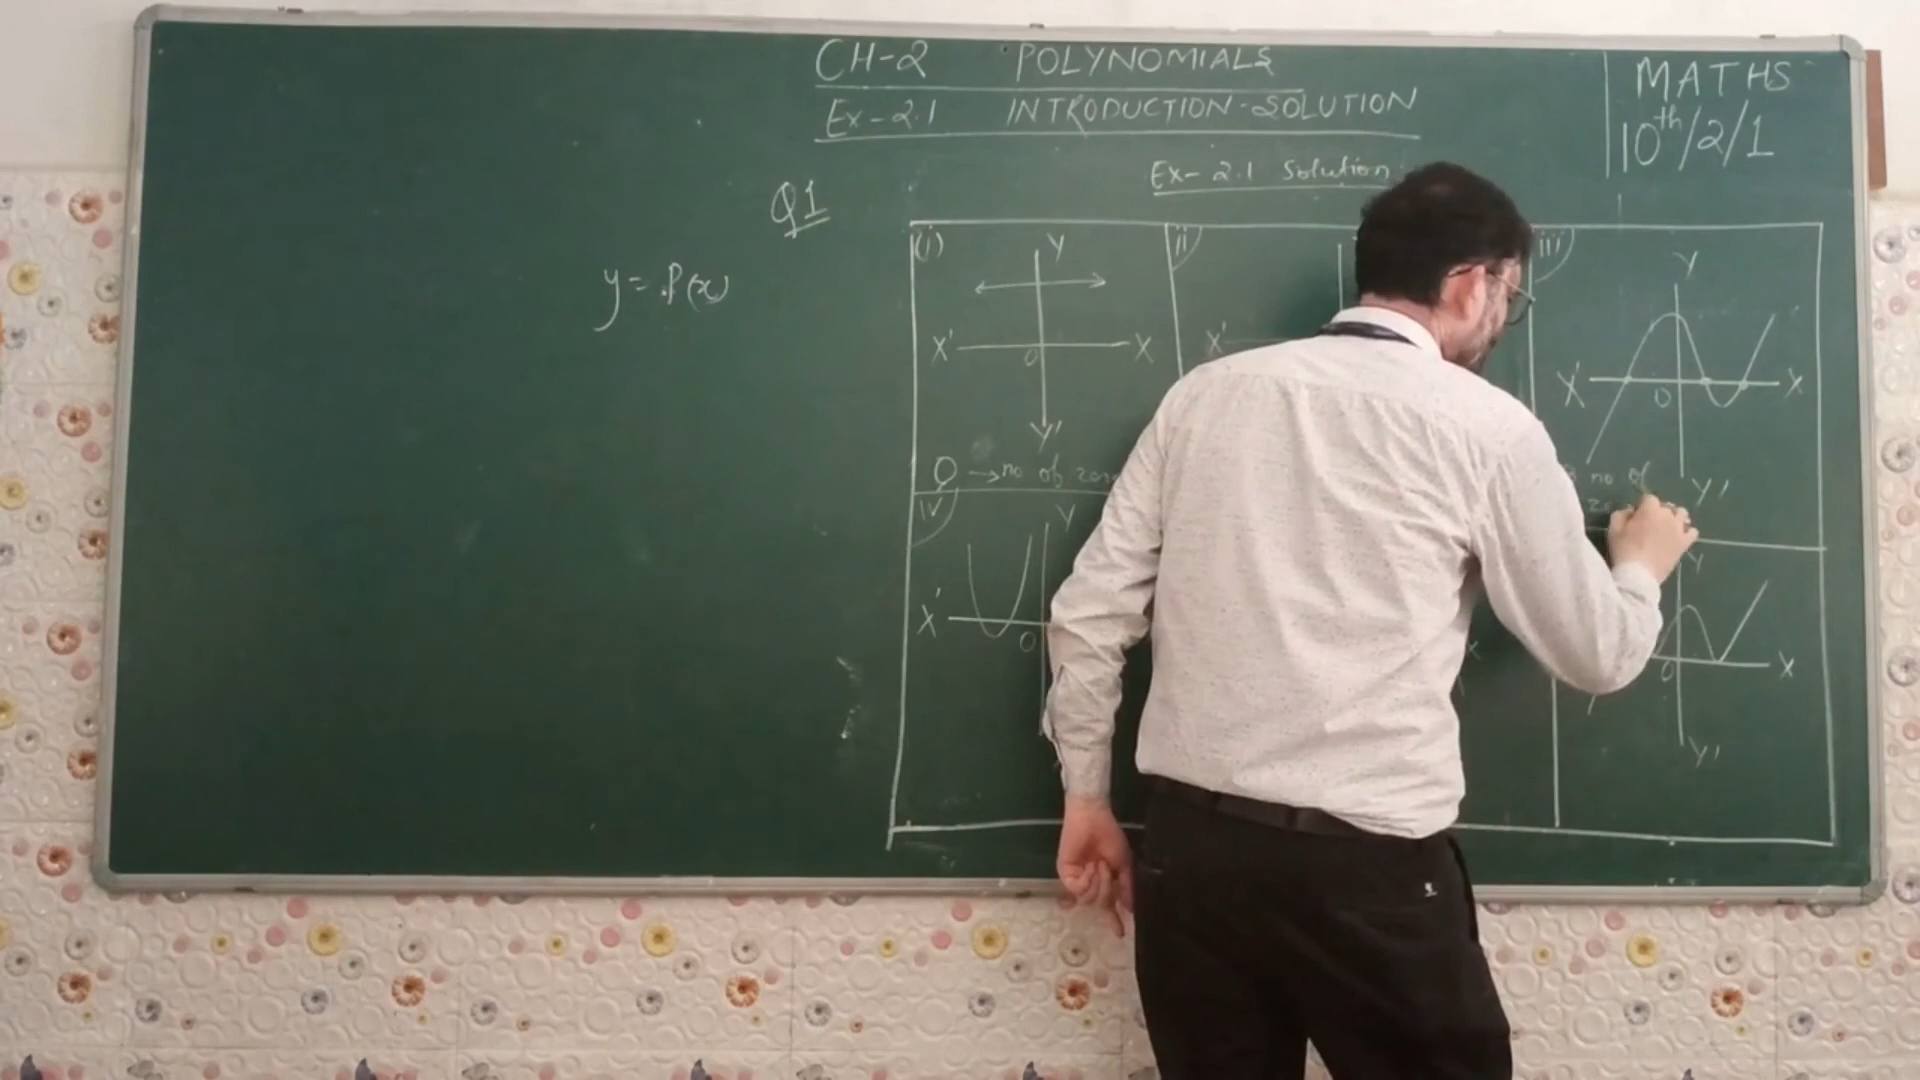 CH-2 POLYNOMIALS
Ex-2.1 INTRODUCTION-SOLUTION
MATHS
10th/2/1
Ex-2.1 Solution
Q1
y = P(x)
(i)
Y
X' O X
Y'
O → no of
ii
X'
iii
Y
X' O X
Y'
no of
iv
Y
X' O
Y
O X
Y'